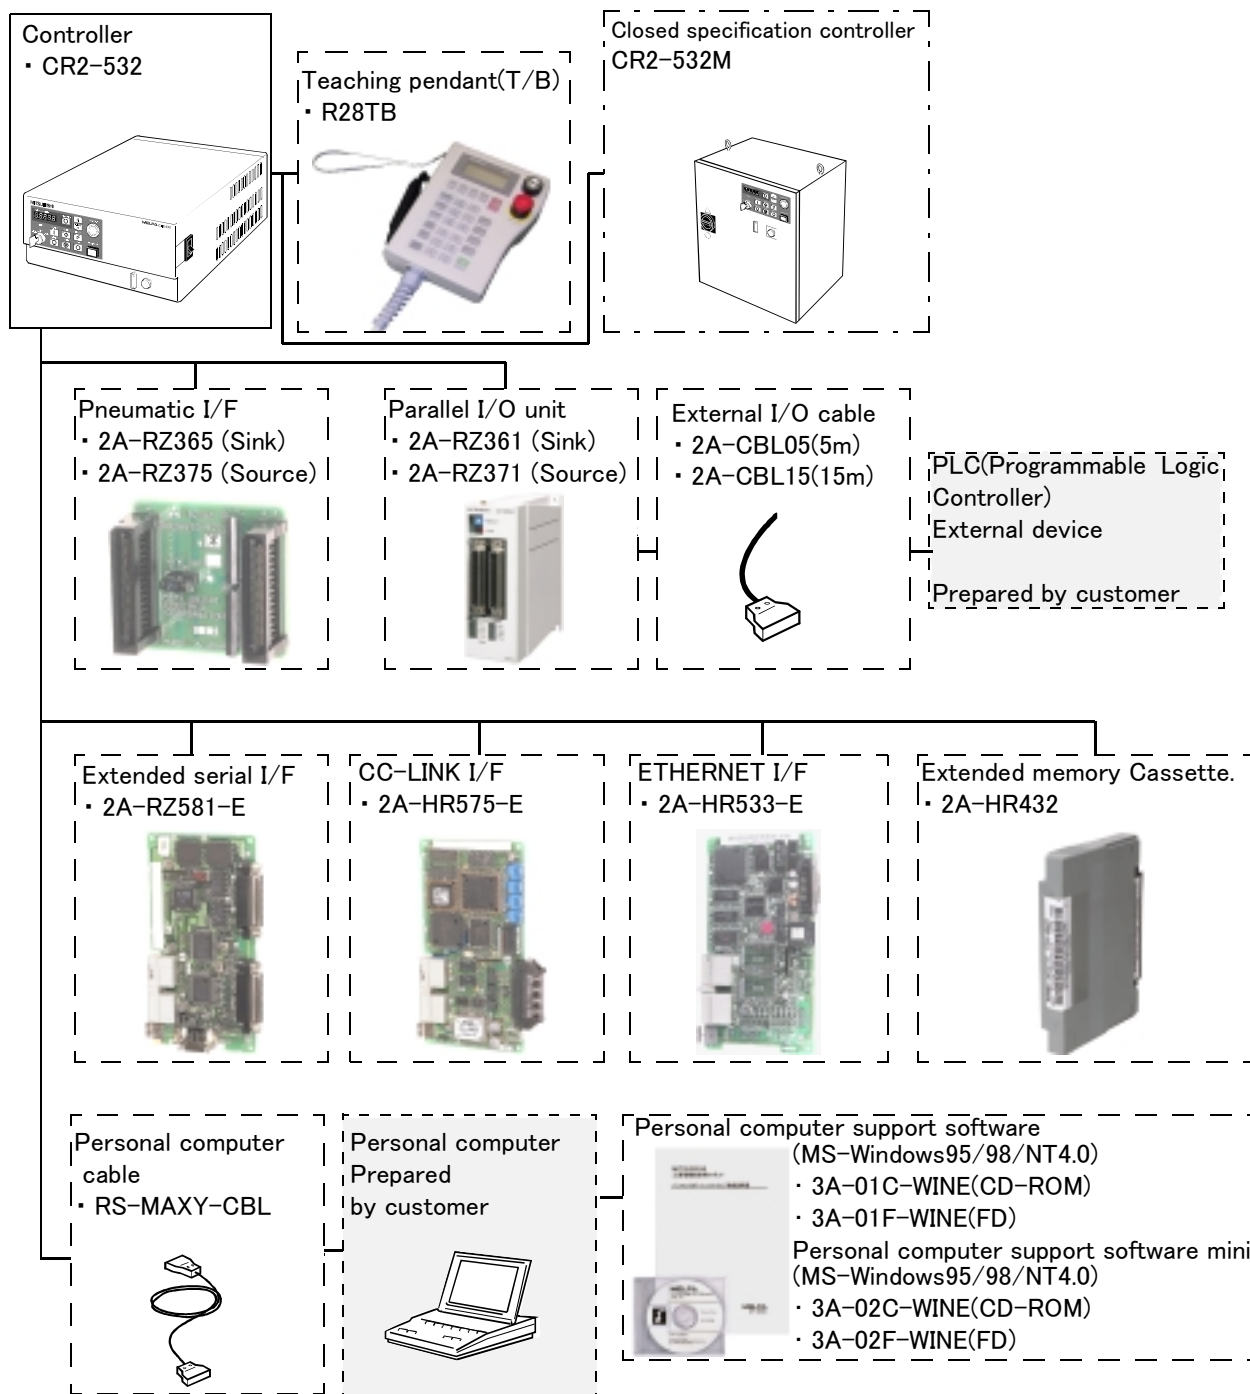 Controller
・ CR2-532
Teaching pendant(T/B)
・ R28TB
Closed specification controller
CR2-532M
Pneumatic I/F
・ 2A-RZ365 (Sink)
・ 2A-RZ375 (Source)
Parallel I/O unit
・ 2A-RZ361 (Sink)
・ 2A-RZ371 (Source)
External I/O cable
・ 2A-CBL05(5m)
・ 2A-CBL15(15m)
PLC(Programmable Logic
Controller)
External device
Prepared by customer
Extended serial I/F
・ 2A-RZ581-E
CC-LINK I/F
・ 2A-HR575-E
ETHERNET I/F
・ 2A-HR533-E
Extended memory Cassette.
・ 2A-HR432
Personal computer
cable
・ RS-MAXY-CBL
Personal computer
Prepared
by customer
Personal computer support software
(MS-Windows95/98/NT4.0)
・ 3A-01C-WINE(CD-ROM)
・ 3A-01F-WINE(FD)
Personal computer support software mini
(MS-Windows95/98/NT4.0)
・ 3A-02C-WINE(CD-ROM)
・ 3A-02F-WINE(FD)